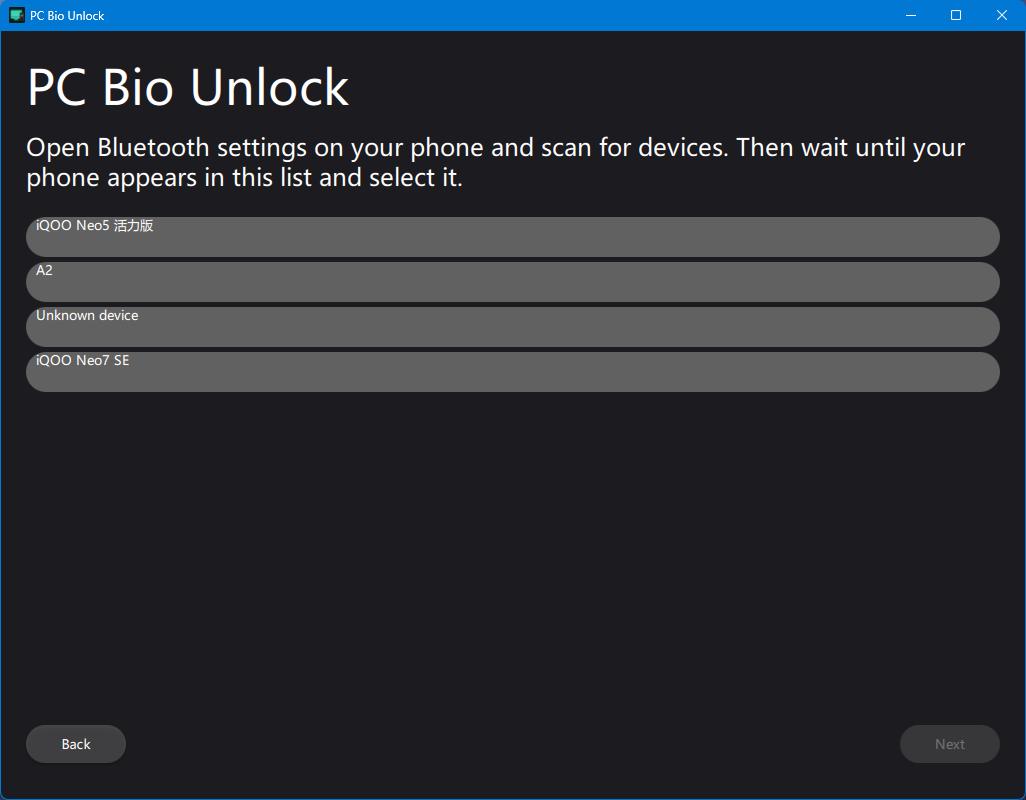 PC Bio Unlock
PC Bio Unlock
Open Bluetooth settings on your phone and scan for devices. Then wait until your
phone appears in this list and select it.
iQOO Neo5 活力版
A2
Unknown device
iQOO Neo7 SE
Back
Next